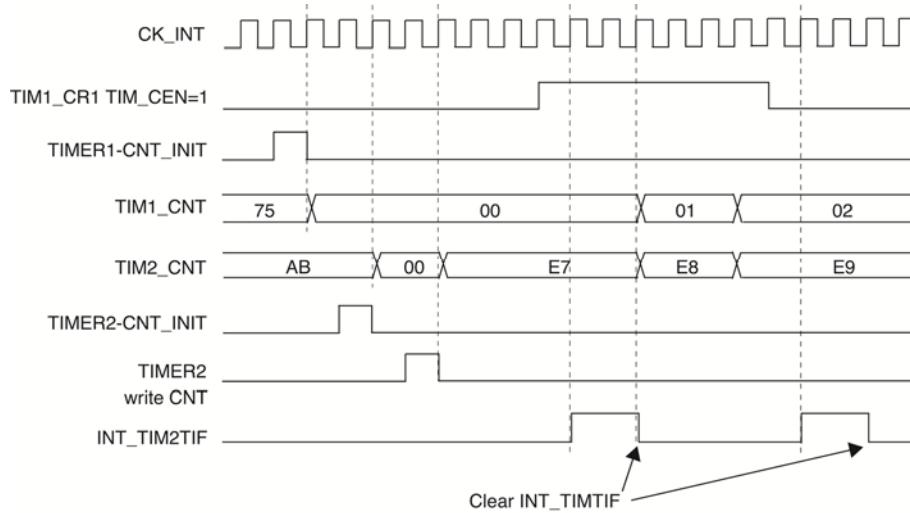 CK_INT
TIM1_CR1 TIM_CEN=1
TIMER1-CNT_INIT
TIM1_CNT 75 00 01 02
TIM2_CNT AB 00 E7 E8 E9
TIMER2-CNT_INIT
TIMER2
write CNT
INT_TIM2TIF
Clear INT_TIMTIF